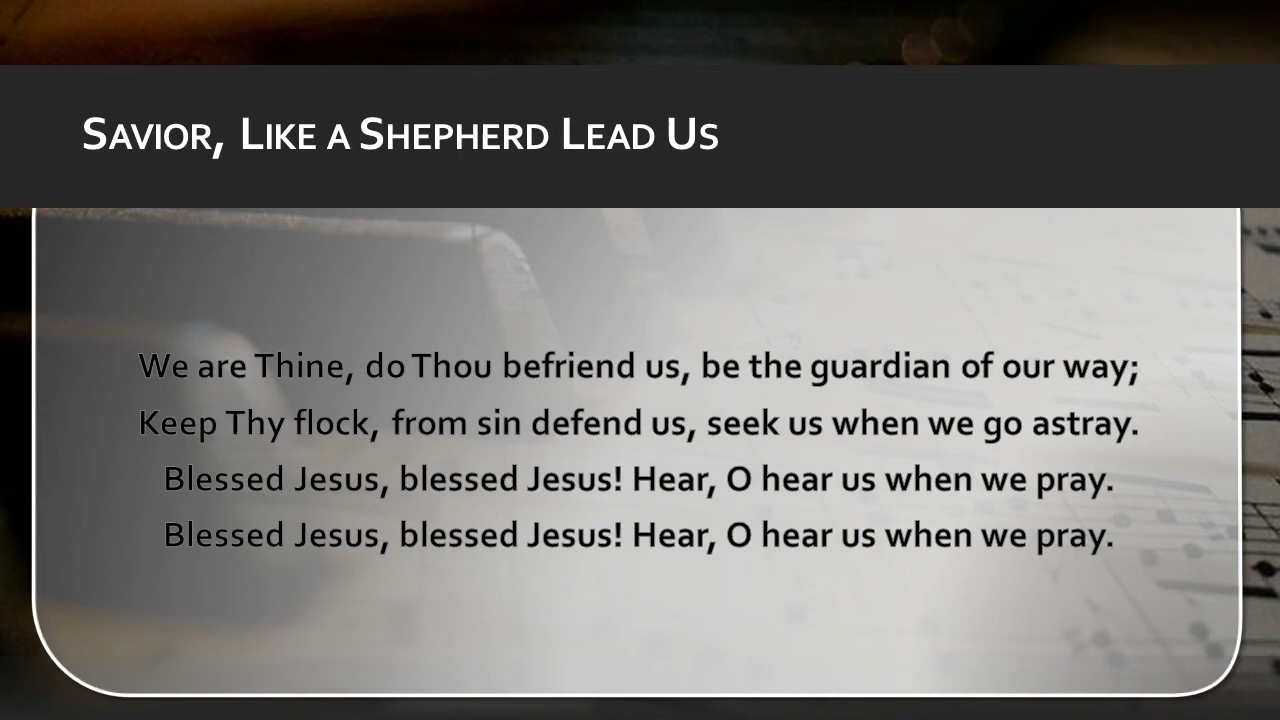 Savior, Like a Shepherd Lead Us
We are Thine, do Thou befriend us, be the guardian of our way;
Keep Thy flock, from sin defend us, seek us when we go astray.
Blessed Jesus, blessed Jesus! Hear, O hear us when we pray.
Blessed Jesus, blessed Jesus! Hear, O hear us when we pray.